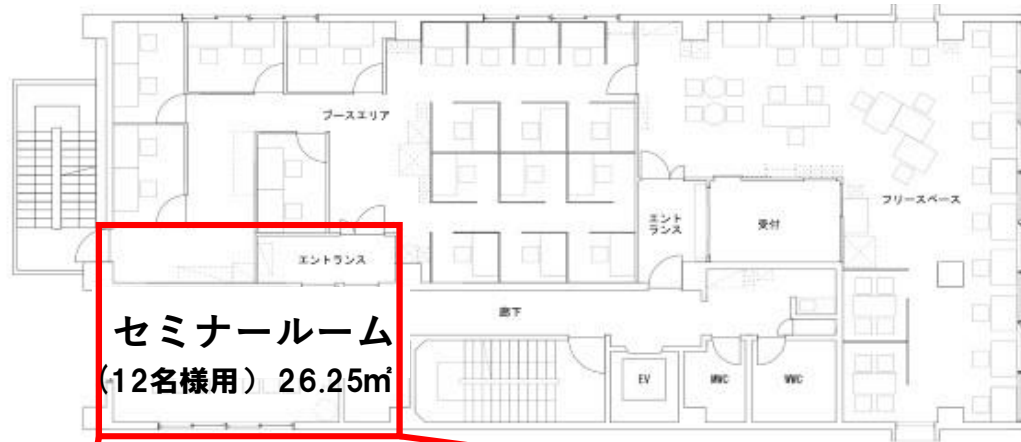 ブースエリア
フリースペース
エント
ランス
受付
エントランス
廊下
セミナールーム
(12名様用) 26.25㎡
EV
MWC
WWC